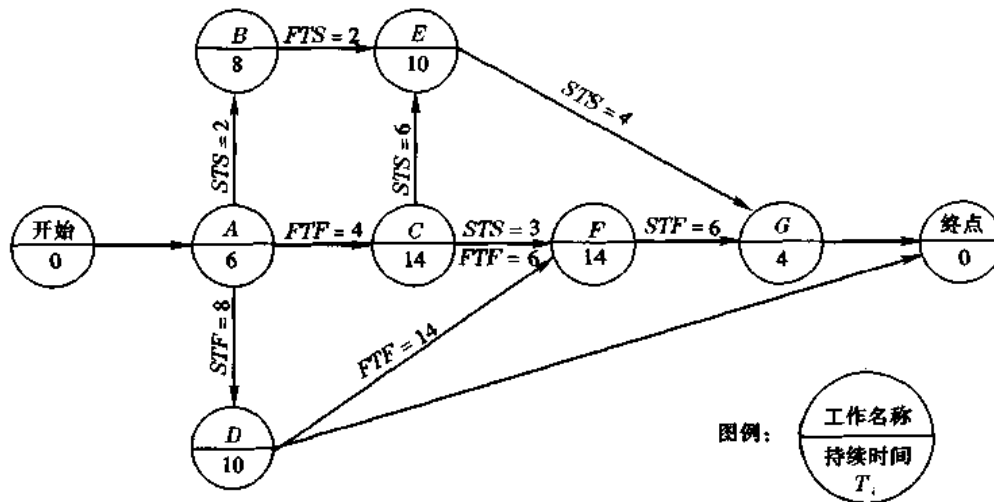 B
8
FTS = 2
E
10
STS = 4
STS = 2
STS = 6
开始
0
A
6
FTF = 4
C
14
STS = 3
FTF = 6
F
14
STF = 6
G
4
终点
0
STF = 8
FTF = 14
D
10
图例：
工作名称
持续时间
T